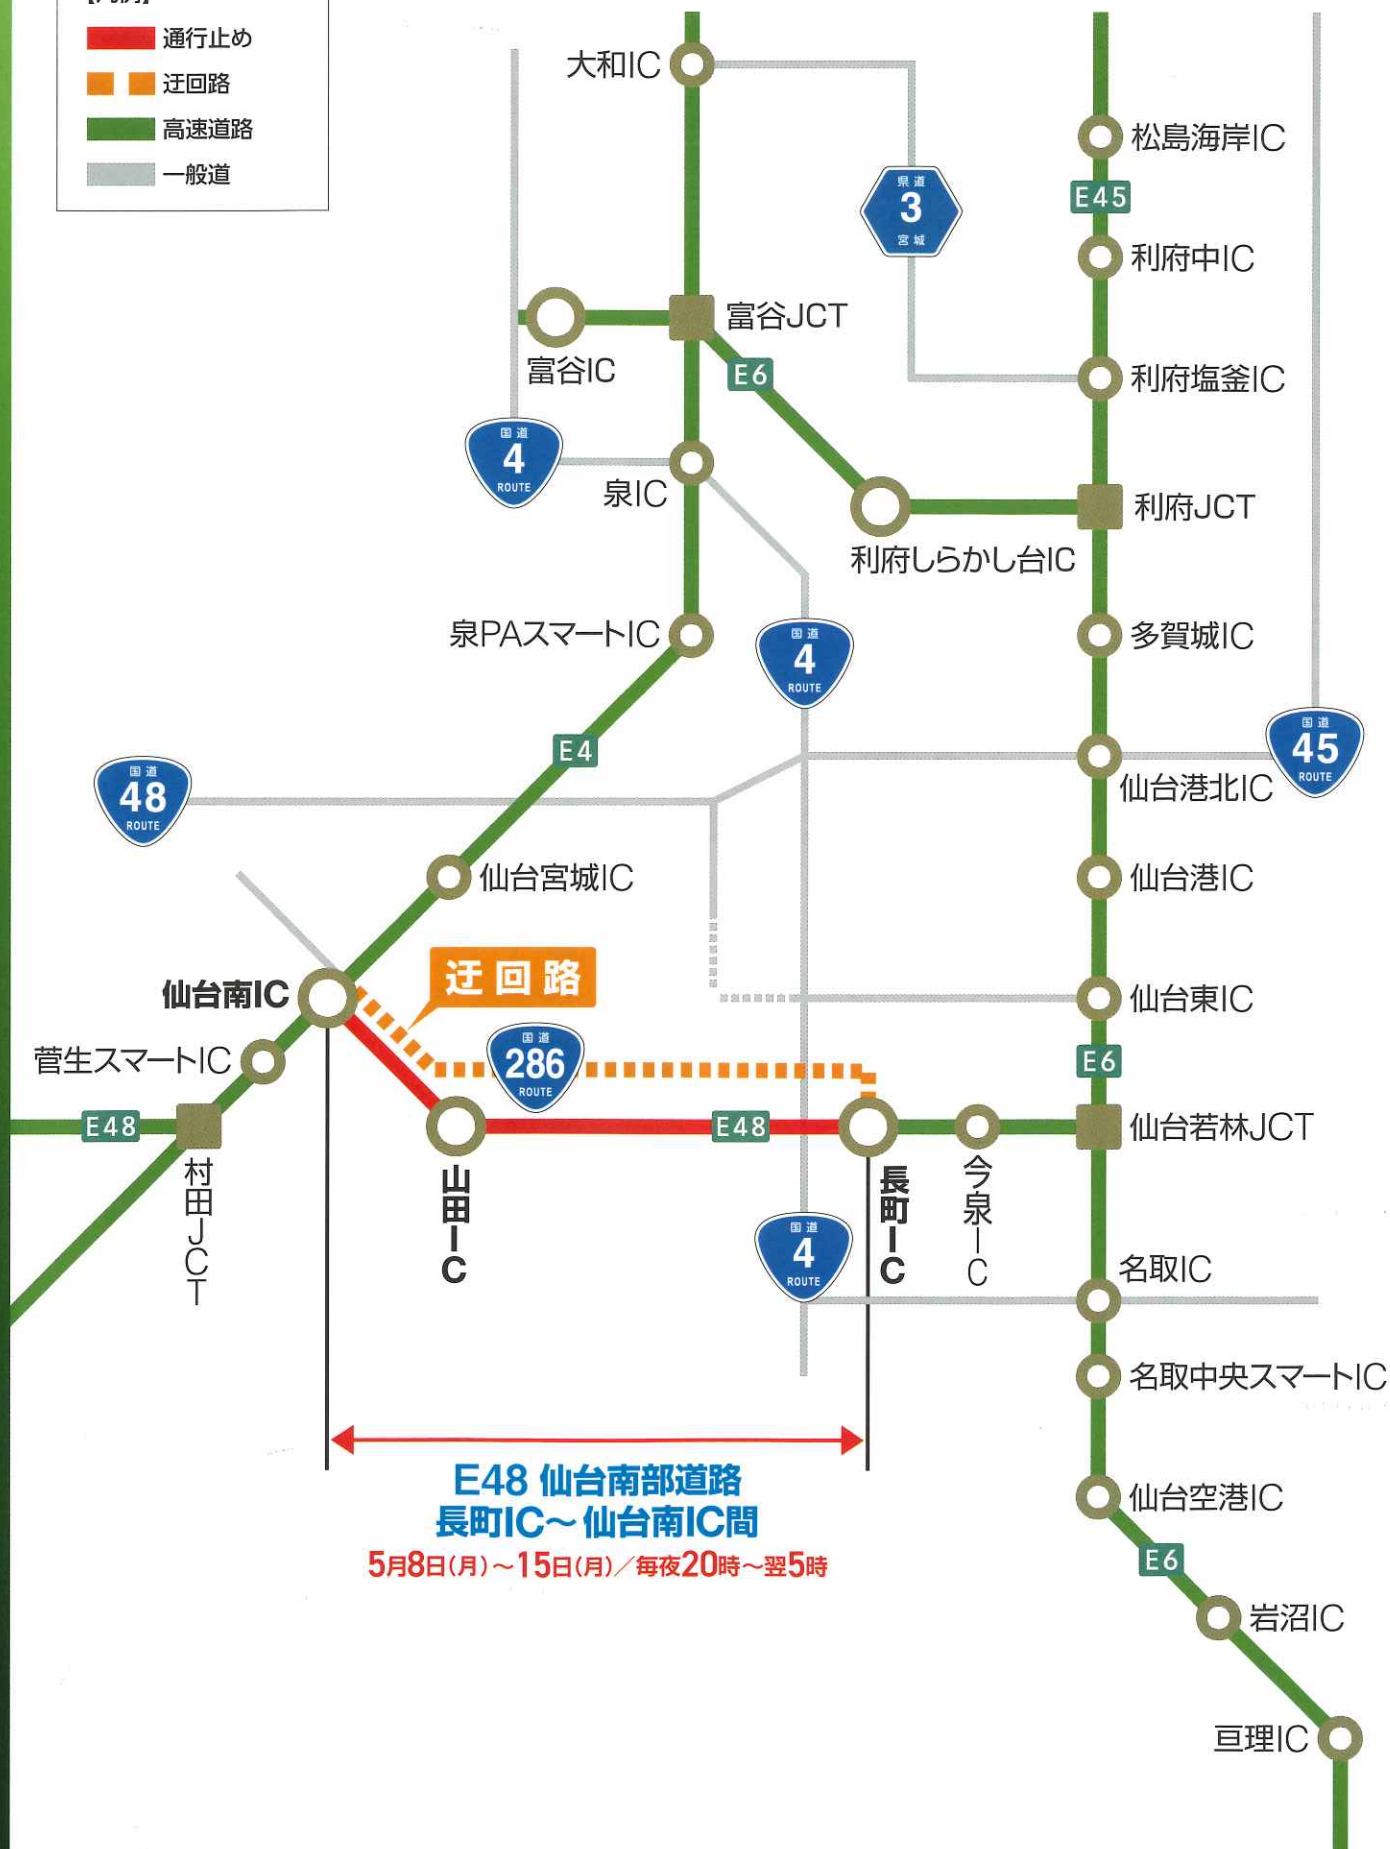 通行止め
迂回路
高速道路
一般道
大和IC
松島海岸IC
県道
3
宮城
E45
利府中IC
富谷JCT
富谷IC
E6
利府塩釜IC
国道
4
ROUTE
泉IC
利府JCT
利府しらかし台IC
泉PAスマートIC
国道
4
ROUTE
多賀城IC
E4
国道
45
ROUTE
国道
48
ROUTE
仙台港北IC
仙台宮城IC
仙台港IC
迂回路
仙台南IC
仙台東IC
国道
286
ROUTE
菅生スマートIC
E6
E48
E48
仙台若林JCT
村田JCT
山田IC
長町IC
今泉IC
国道
4
ROUTE
名取IC
名取中央スマートIC
E48 仙台南部道路
長町IC～仙台南IC間
5月8日(月)～15日(月)／毎夜20時～翌5時
仙台空港IC
E6
岩沼IC
亘理IC